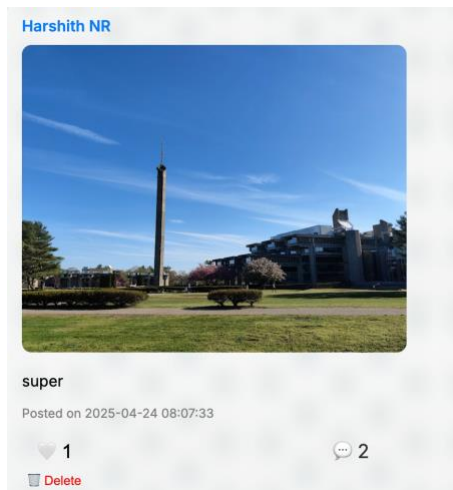 Harshith NR
super
Posted on 2025-04-24 08:07:33
1 2
Delete